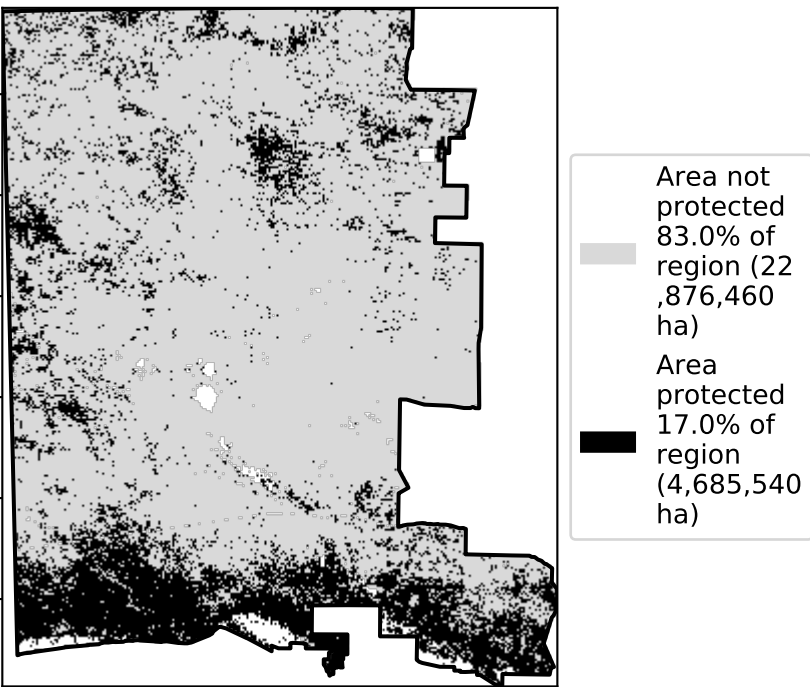 Area not
protected
83.0% of
region (22
,876,460
ha)
Area
protected
17.0% of
region
(4,685,540
ha)